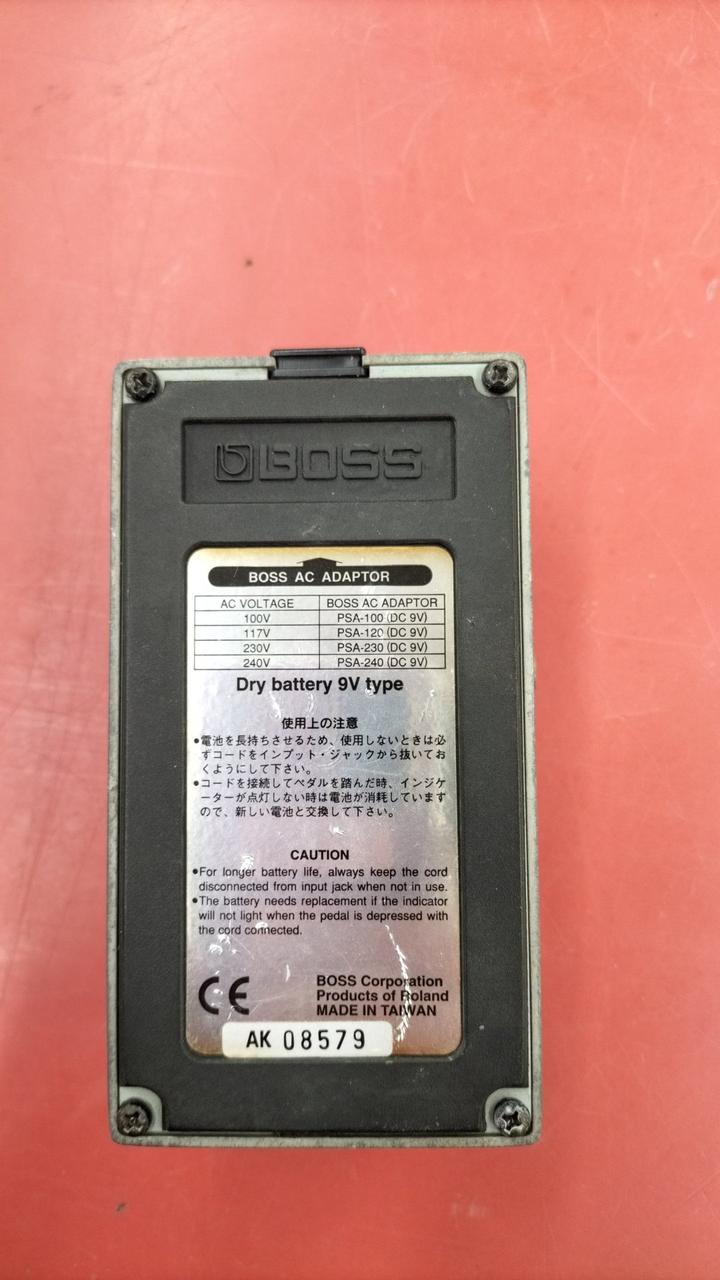 BOSS
BOSS AC ADAPTOR
AC VOLTAGE BOSS AC ADAPTOR
100V PSA-100 (DC 9V)
117V PSA-120 (DC 9V)
230V PSA-230 (DC 9V)
240V PSA-240 (DC 9V)
Dry battery 9V type
使用上の注意
●電池を長持ちさせるため、使用しないときは必
ずコードをインプット・ジャックから抜いてお
くようにして下さい。
●コードを接続してペダルを踏んだ時、インジケ
ーターが点灯しない時は電池が消耗しています
ので、新しい電池と交換して下さい。
CAUTION
●For longer battery life, always keep the cord
disconnected from input jack when not in use.
●The battery needs replacement if the indicator
will not light when the pedal is depressed with
the cord connected.
CE
BOSS Corporation
Products of Roland
MADE IN TAIWAN
AK 08579